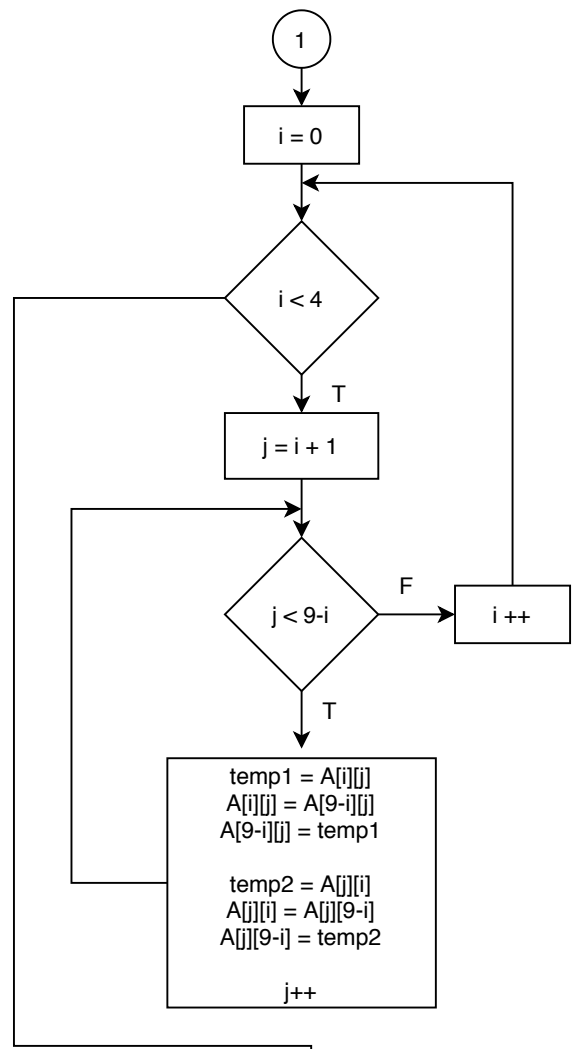 1
i = 0
i < 4
T
j = i + 1
j < 9-i
F
i ++
T
temp1 = A[i][j]
A[i][j] = A[9-i][j]
A[9-i][j] = temp1
temp2 = A[j][i]
A[j][i] = A[j][9-i]
A[j][9-i] = temp2
j++